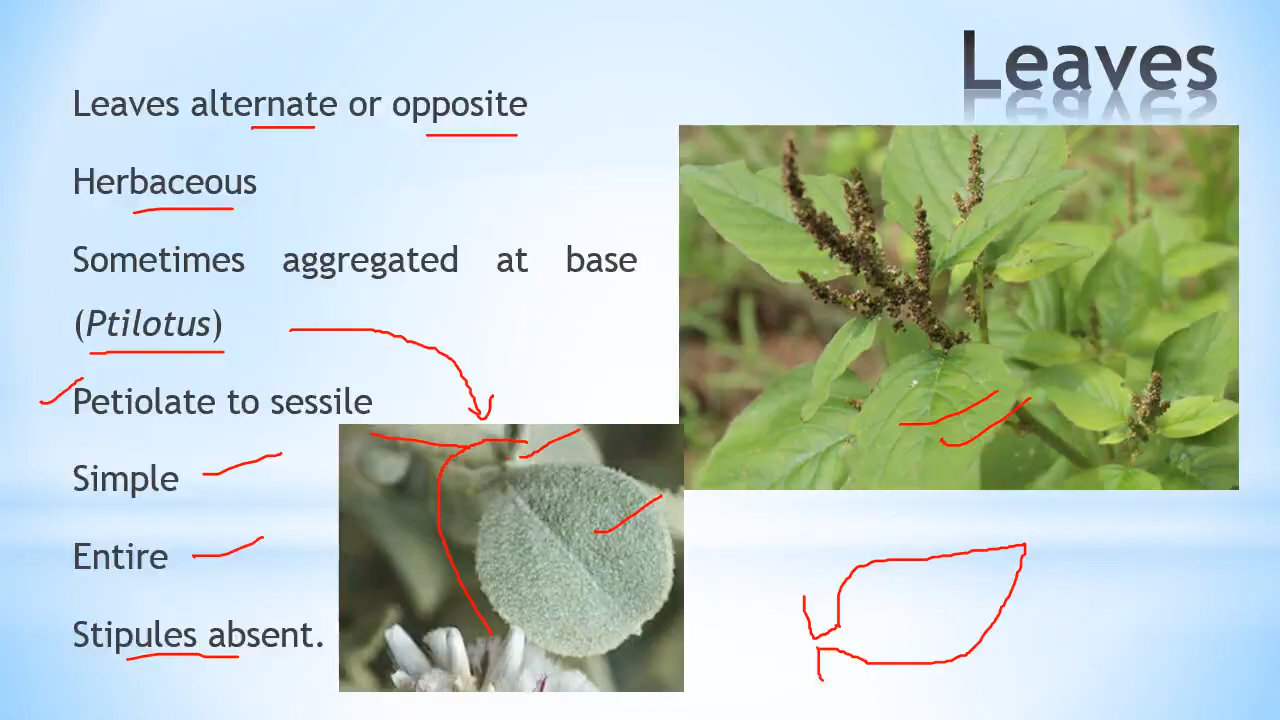 Leaves
Leaves alternate or opposite
Herbaceous
Sometimes aggregated at base
(Ptilotus)
Petiolate to sessile
Simple
Entire
Stipules absent.